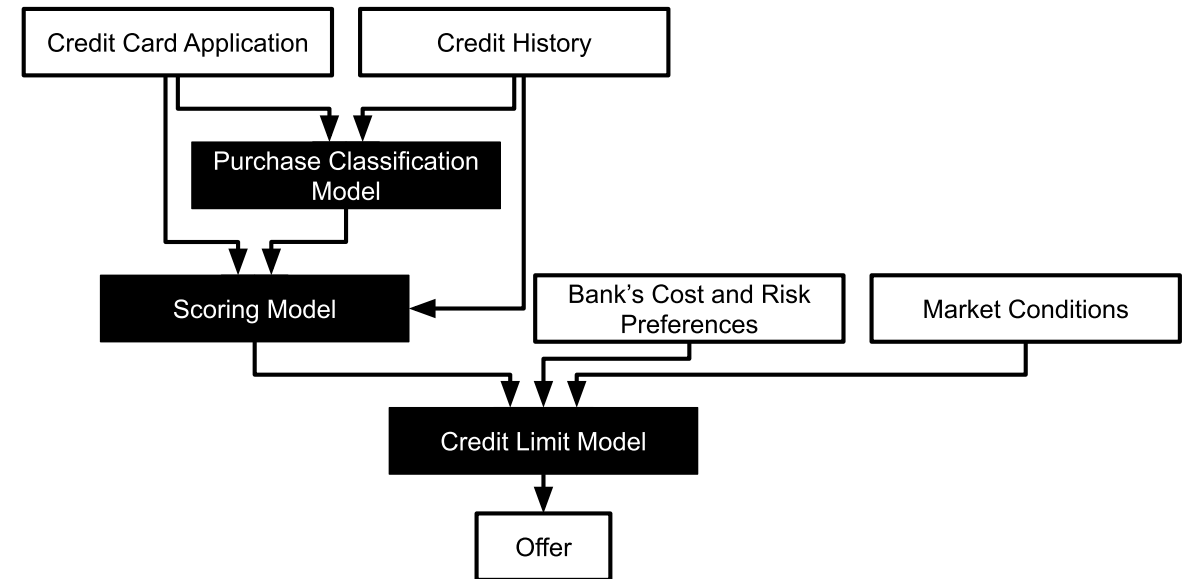 Credit Card Application
Credit History
Purchase Classification
Model
Scoring Model
Bank’s Cost and Risk
Preferences
Market Conditions
Credit Limit Model
Offer